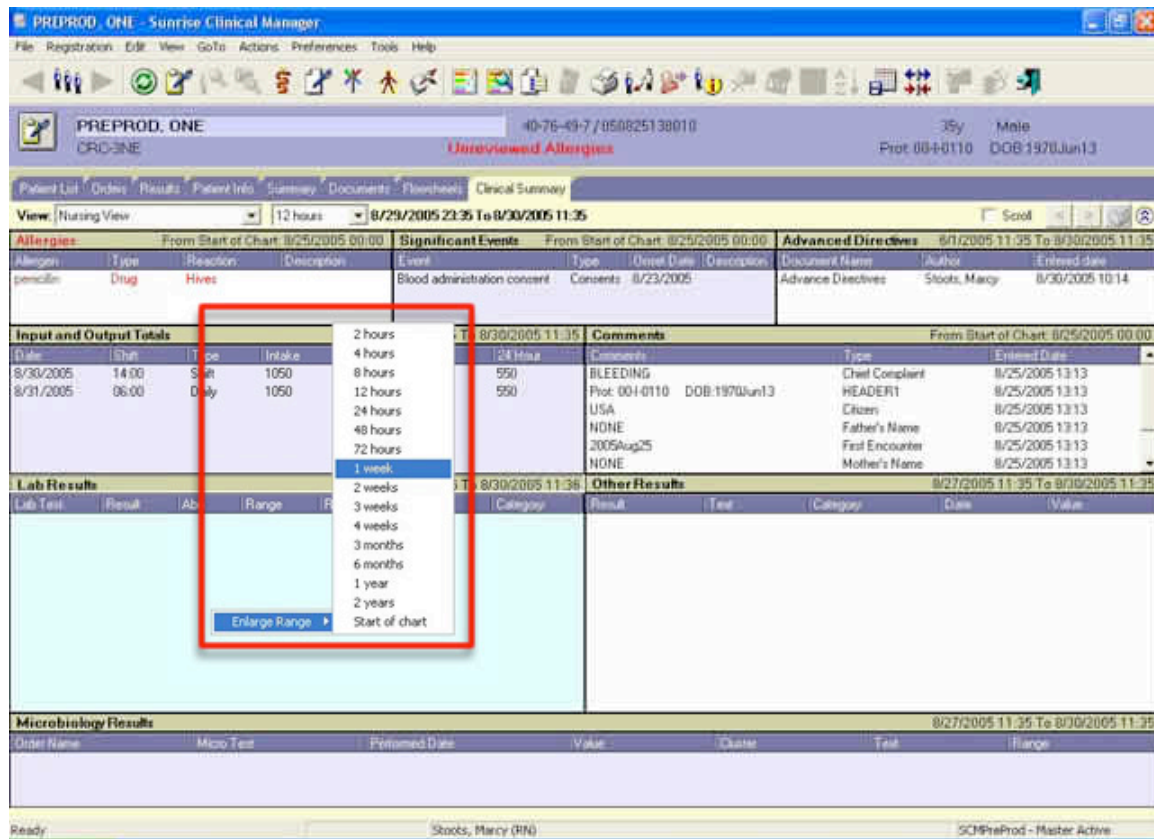 PREPROD, ONE - Sunrise Clinical Manager
File Registration Edit View GoTo Actions Preferences Tools Help
PREPROD, ONE 40-76-49-7 / 050825138010 35y Male
CRC-3NE Unreviewed Allergies Prot: 00-I-0110 DOB:1970Jun13
Patient List Orders Results Patient Info Summary Documents Flowsheets Clinical Summary
View: Nursing View 12 hours 8/29/2005 23:35 To 8/30/2005 11:35 Scroll
Allergies From Start of Chart: 8/25/2005 00:00 Significant Events From Start of Chart: 8/25/2005 00:00 Advanced Directives 6/1/2005 11:35 To 8/30/2005 11:35
Allergen Type Reaction Description Event Type Onset Date Description Document Name Author Entered date
penicillin Drug Hives Blood administration consent Consents 8/23/2005 Advance Directives Stoots, Marcy 8/30/2005 10:14
Input and Output Totals To 8/30/2005 11:35 Comments From Start of Chart: 8/25/2005 00:00
Date Shift Type Intake 24 Hour Comments Type Entered Date
8/30/2005 14:00 Shift 1050 550 BLEEDING Chief Complaint 8/25/2005 13:13
8/31/2005 06:00 Daily 1050 550 Prot: 00-I-0110 DOB:1970Jun13 HEADER1 8/25/2005 13:13
USA Citizen 8/25/2005 13:13
NONE Father's Name 8/25/2005 13:13
2005Aug25 First Encounter 8/25/2005 13:13
NONE Mother's Name 8/25/2005 13:13
2 hours
4 hours
8 hours
12 hours
24 hours
48 hours
72 hours
1 week
2 weeks
3 weeks
4 weeks
3 months
6 months
1 year
2 years
Enlarge Range Start of chart
Lab Results To 8/30/2005 11:36 Other Results 8/27/2005 11:35 To 8/30/2005 11:35
Lab Test Result Range Category Result Test Category Date Value
Microbiology Results 8/27/2005 11:35 To 8/30/2005 11:35
Order Name Micro Test Performed Date Value Cluster Test Range
Ready Stoots, Marcy (RN) SCMPreProd - Master Active